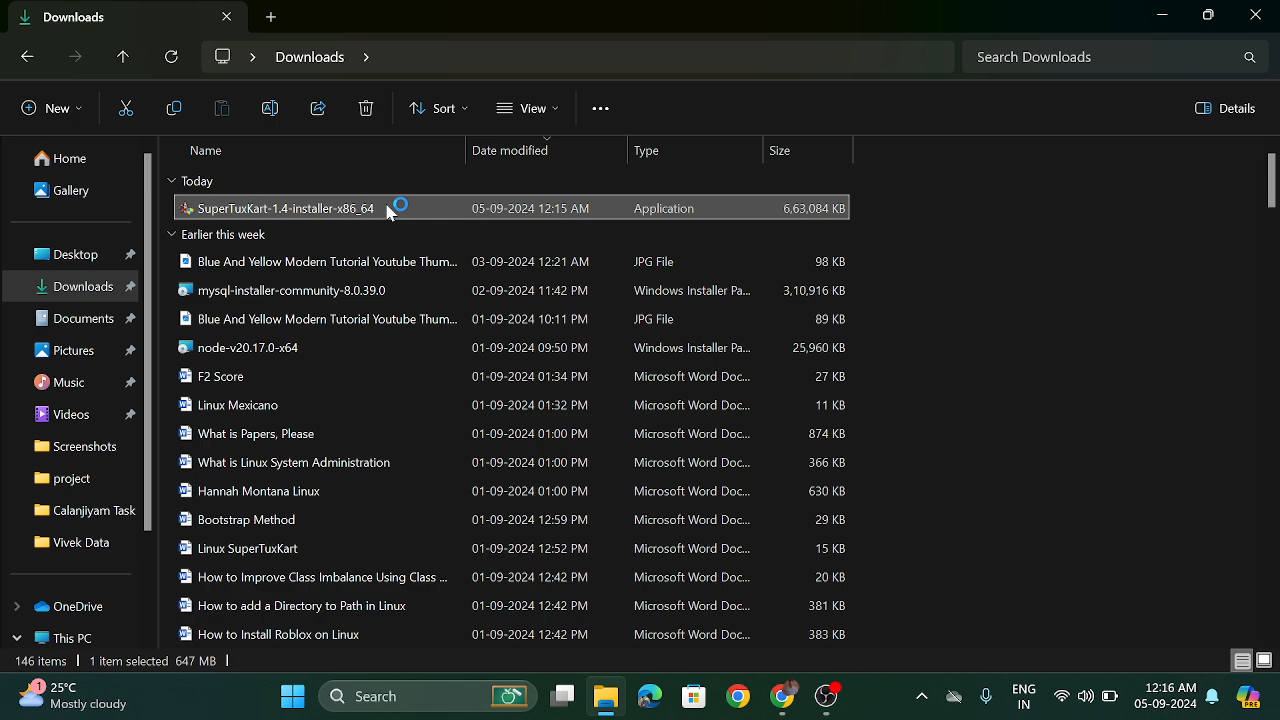 Downloads
Downloads
Search Downloads
New
Sort
View
Details
Name Date modified Type Size
Today
SuperTuxKart-1.4-installer-x86_64 05-09-2024 12:15 AM Application 6,63,084 KB
Earlier this week
Blue And Yellow Modern Tutorial Youtube Thum... 03-09-2024 12:21 AM JPG File 98 KB
mysql-installer-community-8.0.39.0 02-09-2024 11:42 PM Windows Installer Pa... 3,10,916 KB
Blue And Yellow Modern Tutorial Youtube Thum... 01-09-2024 10:11 PM JPG File 89 KB
node-v20.17.0-x64 01-09-2024 09:50 PM Windows Installer Pa... 25,960 KB
F2 Score 01-09-2024 01:34 PM Microsoft Word Doc... 27 KB
Linux Mexicano 01-09-2024 01:32 PM Microsoft Word Doc... 11 KB
What is Papers, Please 01-09-2024 01:00 PM Microsoft Word Doc... 874 KB
What is Linux System Administration 01-09-2024 01:00 PM Microsoft Word Doc... 366 KB
Hannah Montana Linux 01-09-2024 01:00 PM Microsoft Word Doc... 630 KB
Bootstrap Method 01-09-2024 12:59 PM Microsoft Word Doc... 29 KB
Linux SuperTuxKart 01-09-2024 12:52 PM Microsoft Word Doc... 15 KB
How to Improve Class Imbalance Using Class ... 01-09-2024 12:42 PM Microsoft Word Doc... 20 KB
How to add a Directory to Path in Linux 01-09-2024 12:42 PM Microsoft Word Doc... 381 KB
How to Install Roblox on Linux 01-09-2024 12:42 PM Microsoft Word Doc... 383 KB
Home
Gallery
Desktop
Downloads
Documents
Pictures
Music
Videos
Screenshots
project
Calanjiyam Task
Vivek Data
OneDrive
This PC
146 items 1 item selected 647 MB
1
25°C
Mostly cloudy
Search
PRE
ENG
IN
12:16 AM
05-09-2024